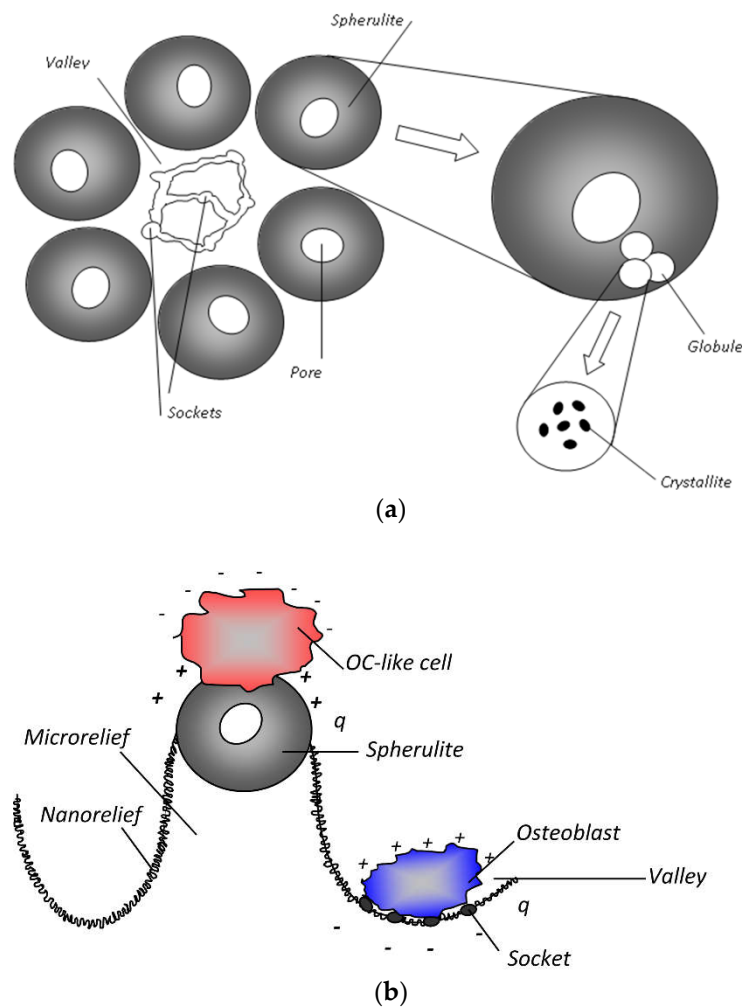 Spherulite
Valley
Globule
Pore
Sockets
Crystallite
(a)
- - - - - - - -
OC-like cell
+ + + +
q
Microrelief
Spherulite
Nanorelief
Osteoblast
+ + + + + +
Valley
q
- - - - -
Socket
(b)